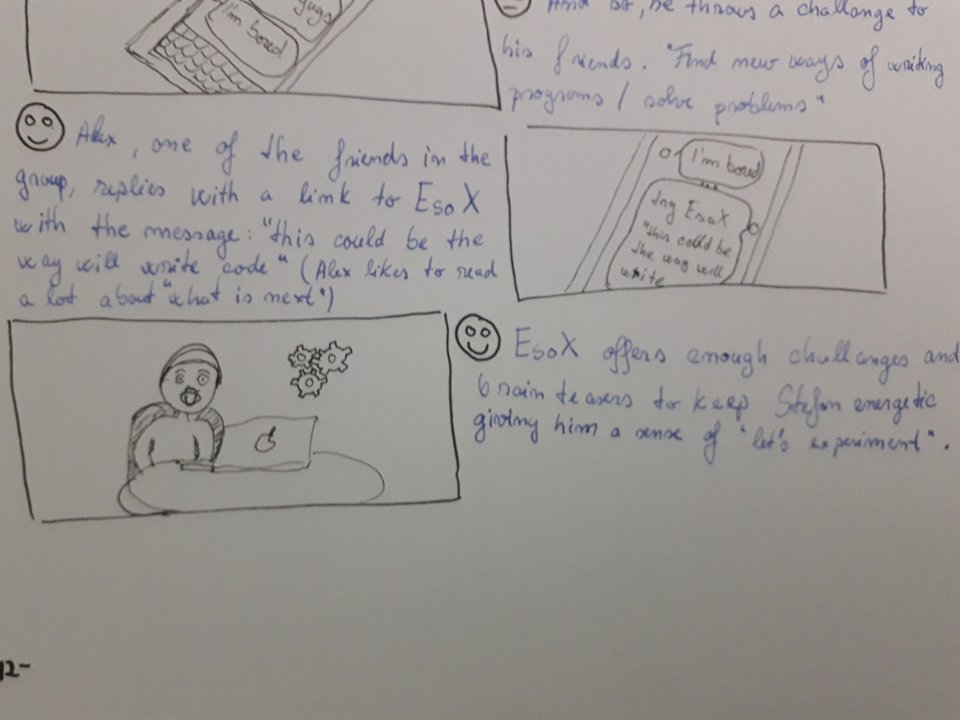 guys
I'm bored
And so, he throws a challange to
his friends. "Find new ways of writing
programs / solve problems"
Alex, one of the friends in the
group, replies with a link to EsoX
with the message: "this could be the
way will write code" (Alex likes to read
a lot about "what is next")
I'm bored
try EsoX
"this could be
the way will
write
EsoX offers enough challanges and
brain teasers to keep Stefan energetic
giving him a sense of "let's experiment".
12-